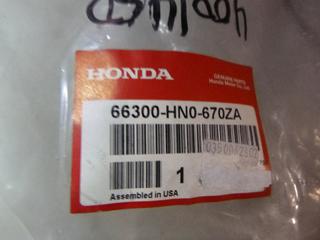 HONDA
GENUINE PARTS
Honda Motor Co., Ltd.
66300-HN0-670ZA
1
Assembled in USA